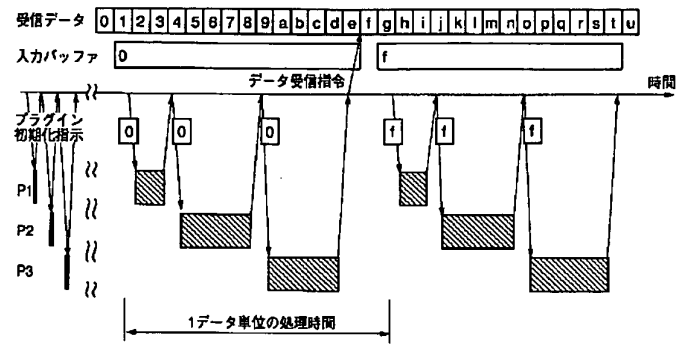 受信データ 0 1 2 3 4 5 6 7 8 9 a b c d e f g h i j k l m n o p q r s t u
入力バッファ 0 f
データ受信指令
時間
プラグイン
初期化指示
0 0 0 f f f
P1
P2
P3
1データ単位の処理時間